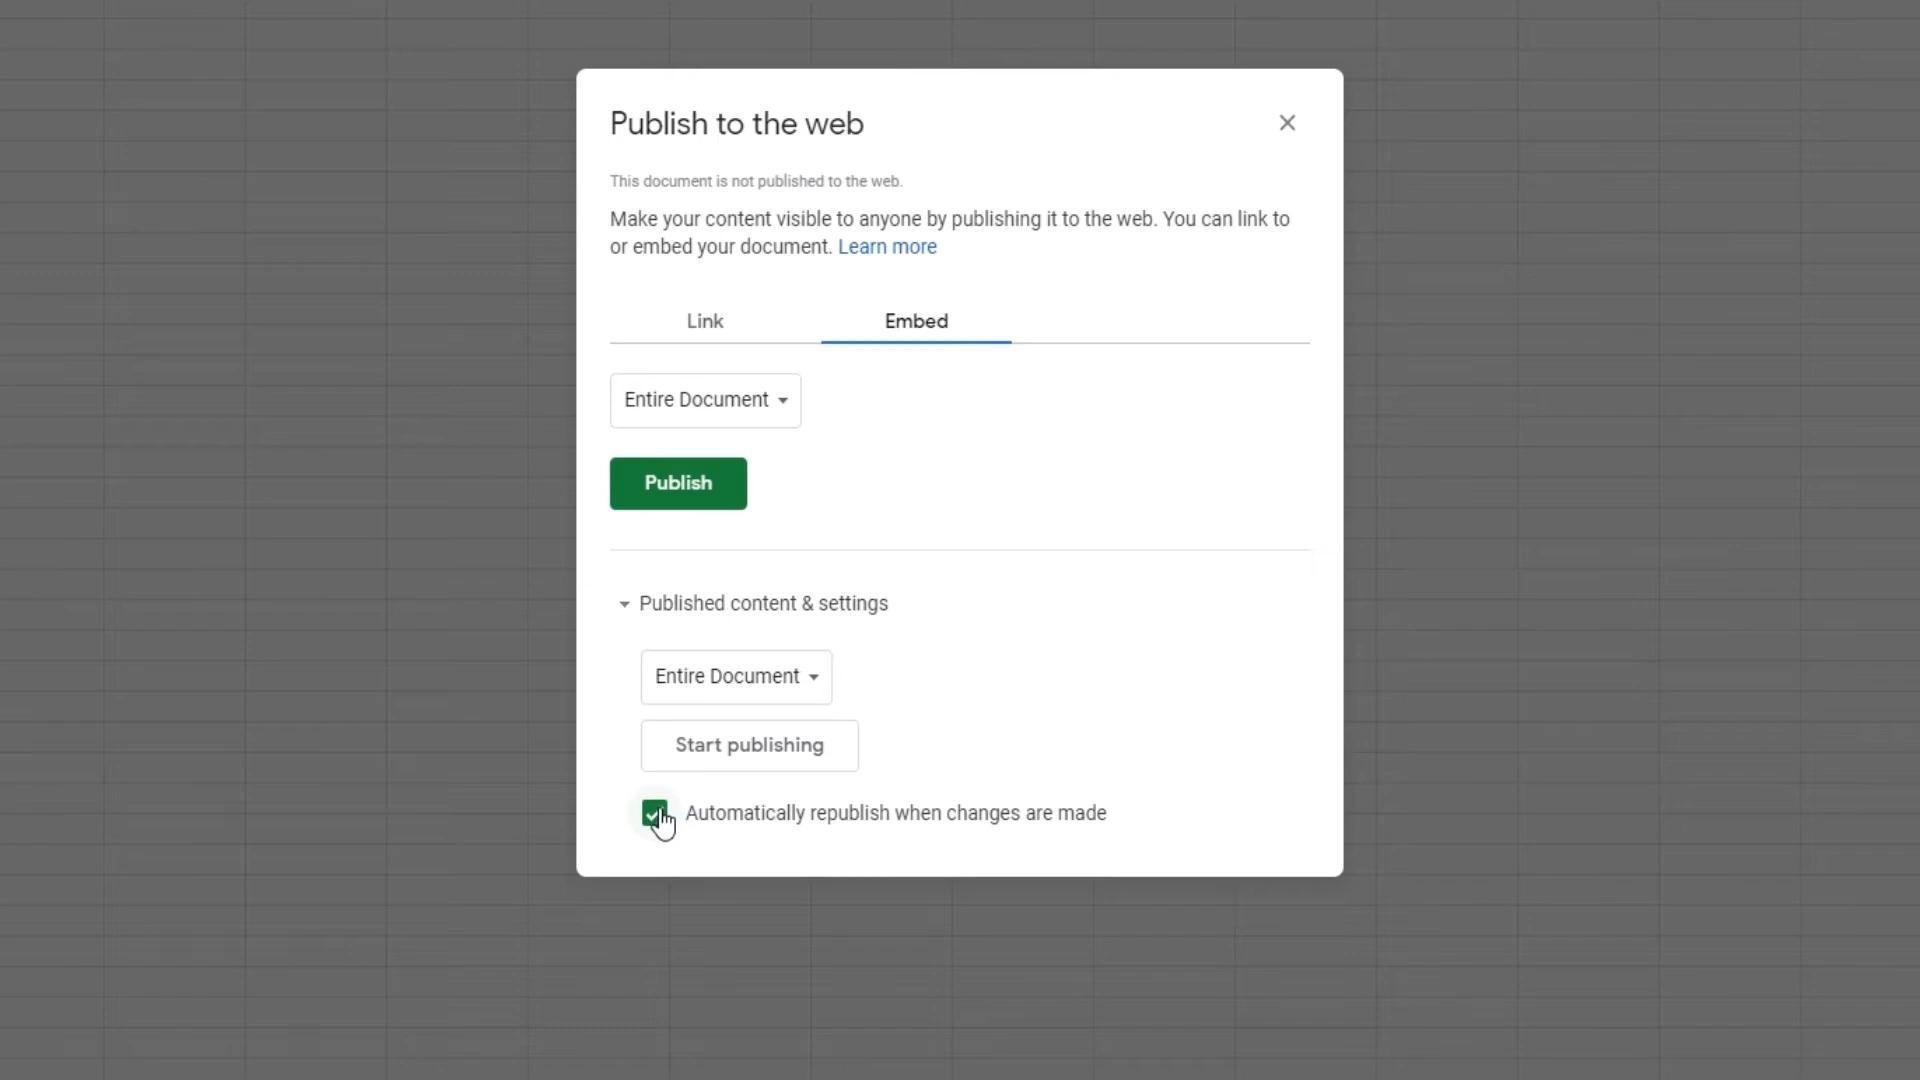 Publish to the web
This document is not published to the web.
Make your content visible to anyone by publishing it to the web. You can link to
or embed your document. Learn more
Link
Embed
Entire Document
Publish
Published content & settings
Entire Document
Start publishing
Automatically republish when changes are made